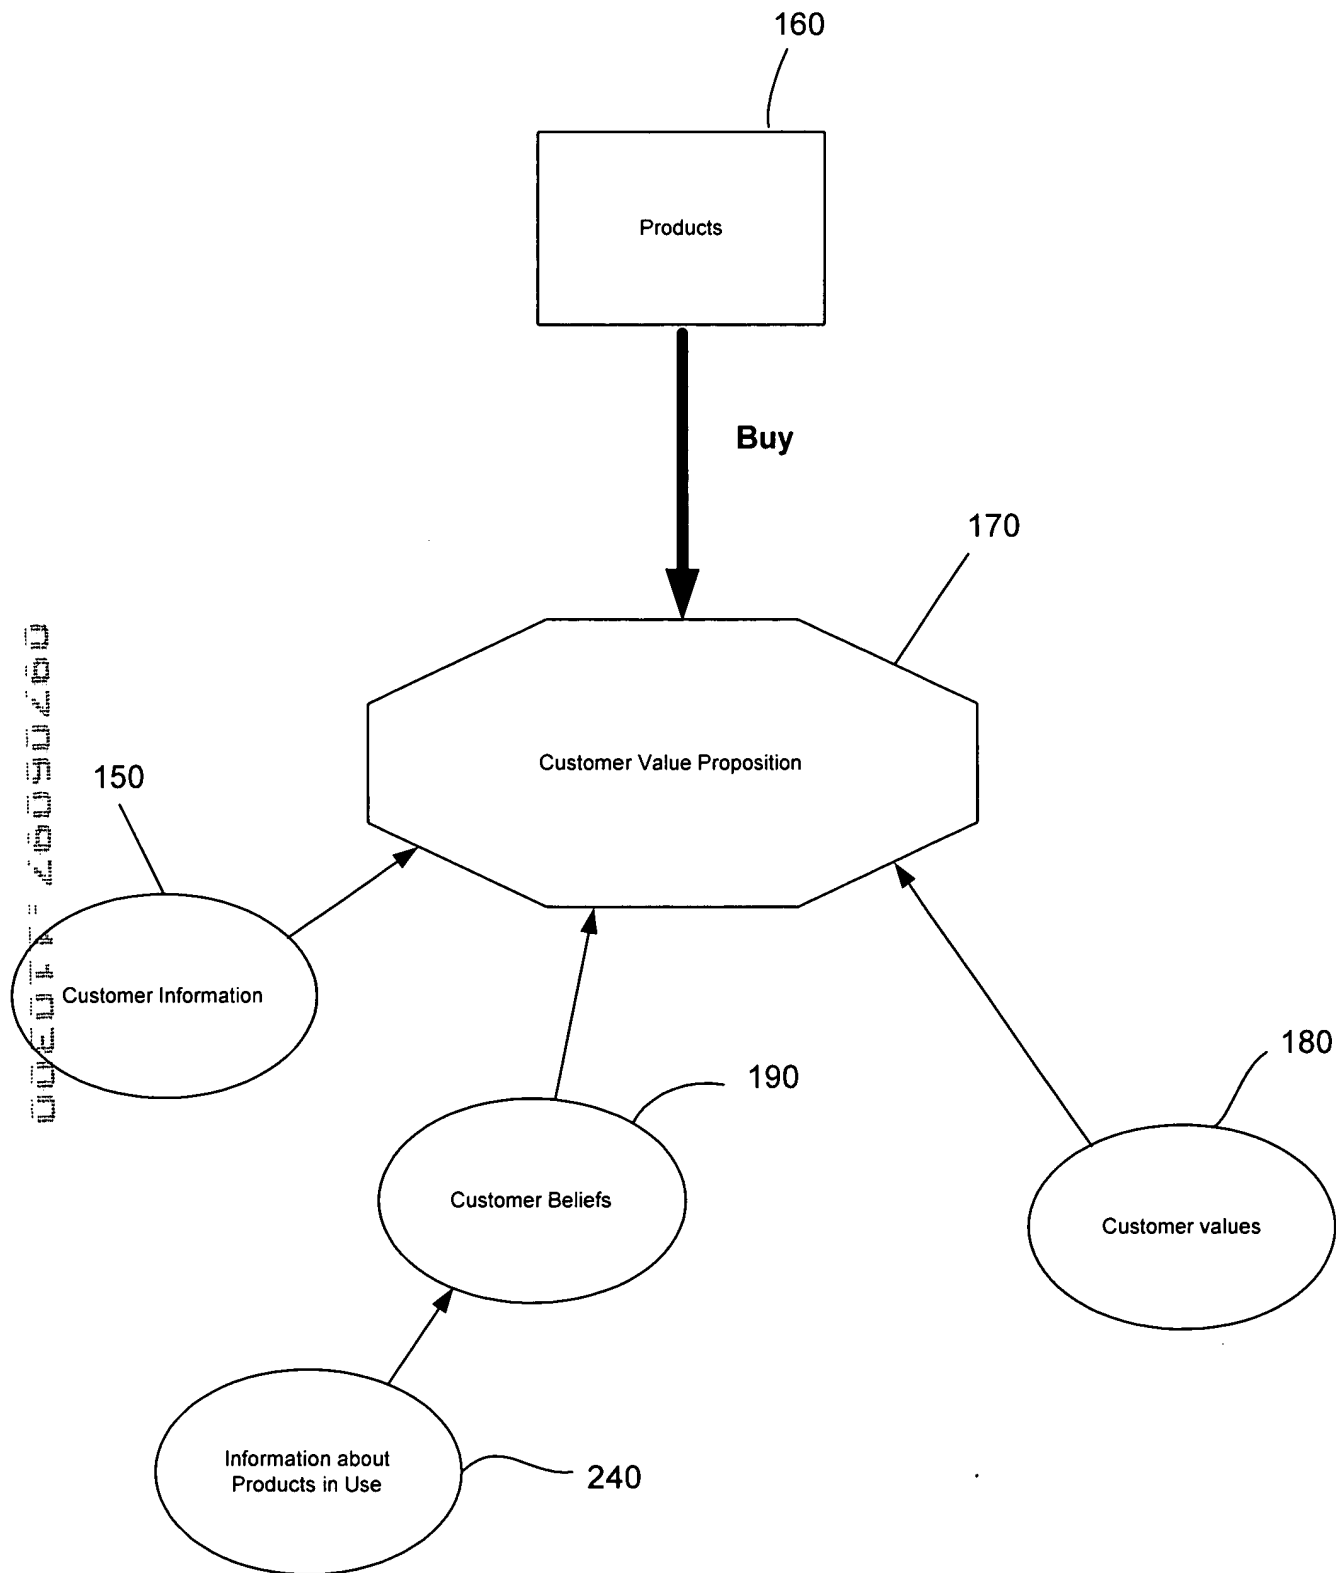 160
Products
Buy
170
Customer Value Proposition
150
Customer Information
190
Customer Beliefs
180
Customer values
Information about
Products in Use
240